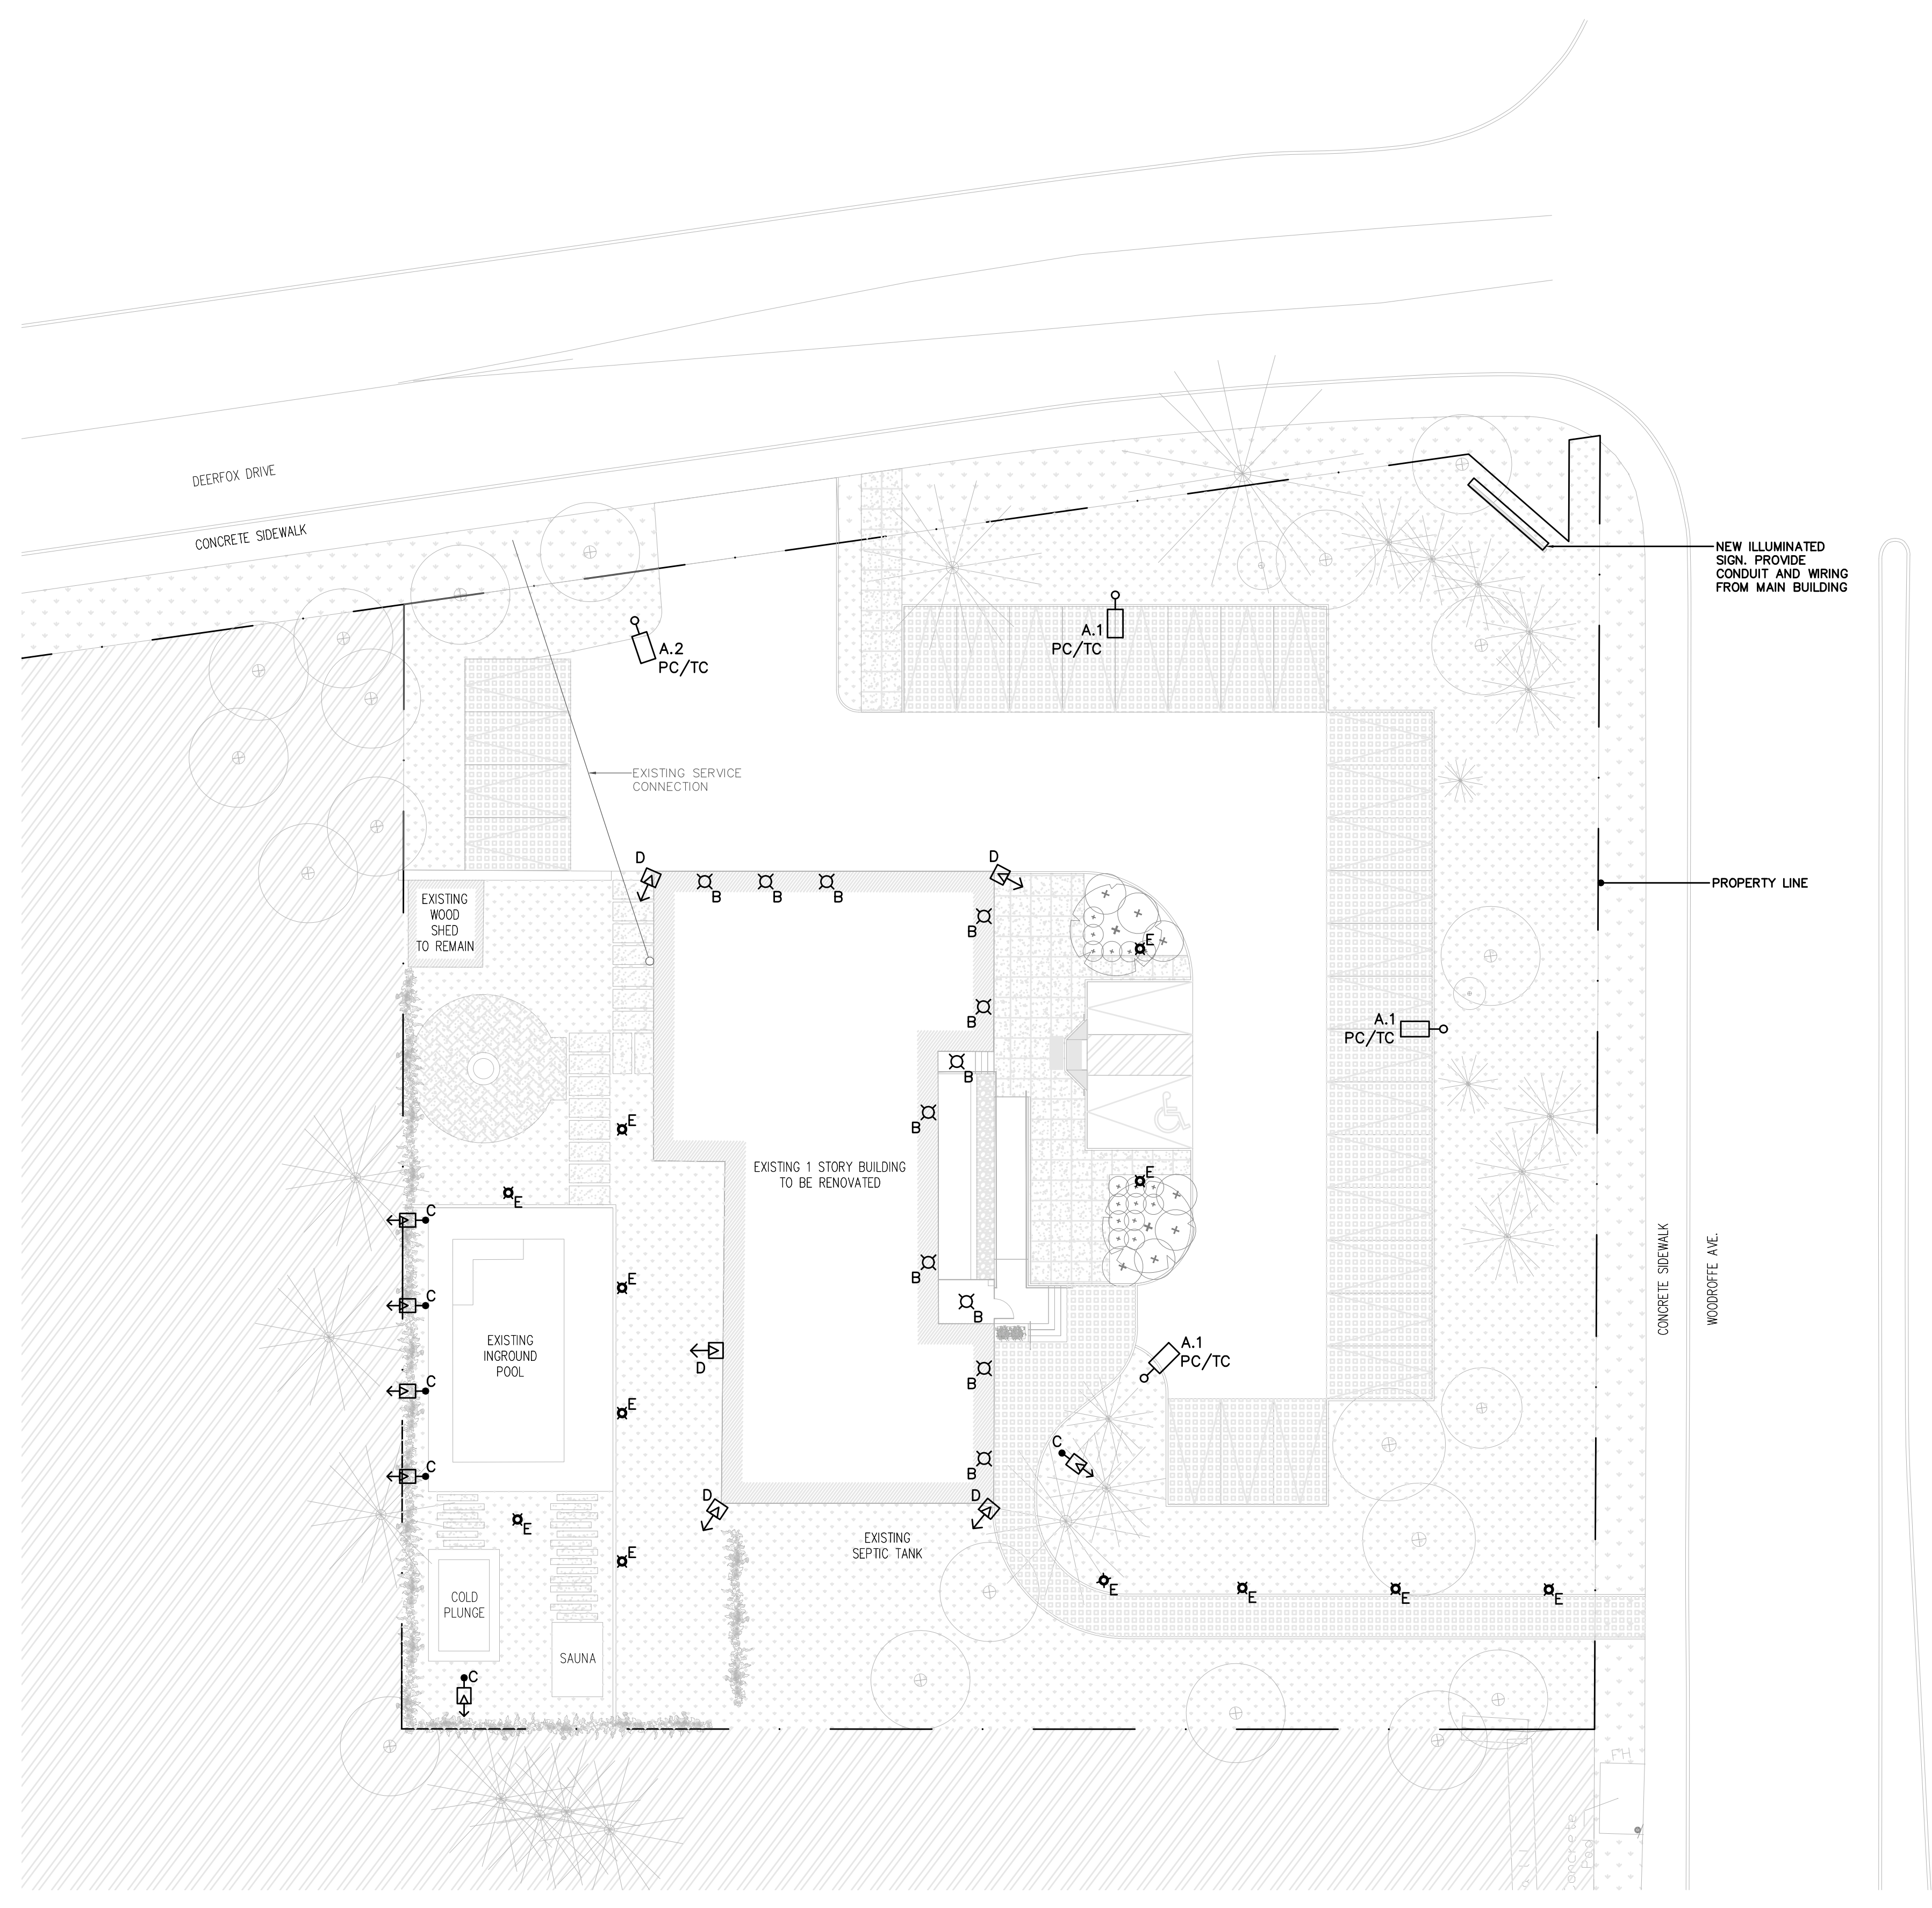 DEERFOX DRIVE
CONCRETE SIDEWALK
NEW ILLUMINATED
SIGN. PROVIDE
CONDUIT AND WIRING
FROM MAIN BUILDING
A.2
PC/TC
A.1
PC/TC
EXISTING SERVICE
CONNECTION
D
D
B
B
B
PROPERTY LINE
EXISTING
WOOD
SHED
TO REMAIN
B
E
B
A.1
PC/TC
B
B
E
EXISTING 1 STORY BUILDING
TO BE RENOVATED
E
E
C
B
E
C
B
CONCRETE SIDEWALK
WOODROFFE AVE.
EXISTING
INGROUND
POOL
D
A.1
PC/TC
B
C
E
C
C
B
D
D
E
EXISTING
SEPTIC TANK
E
E
E
E
E
COLD
PLUNGE
SAUNA
C
FH
Concrete
Pad